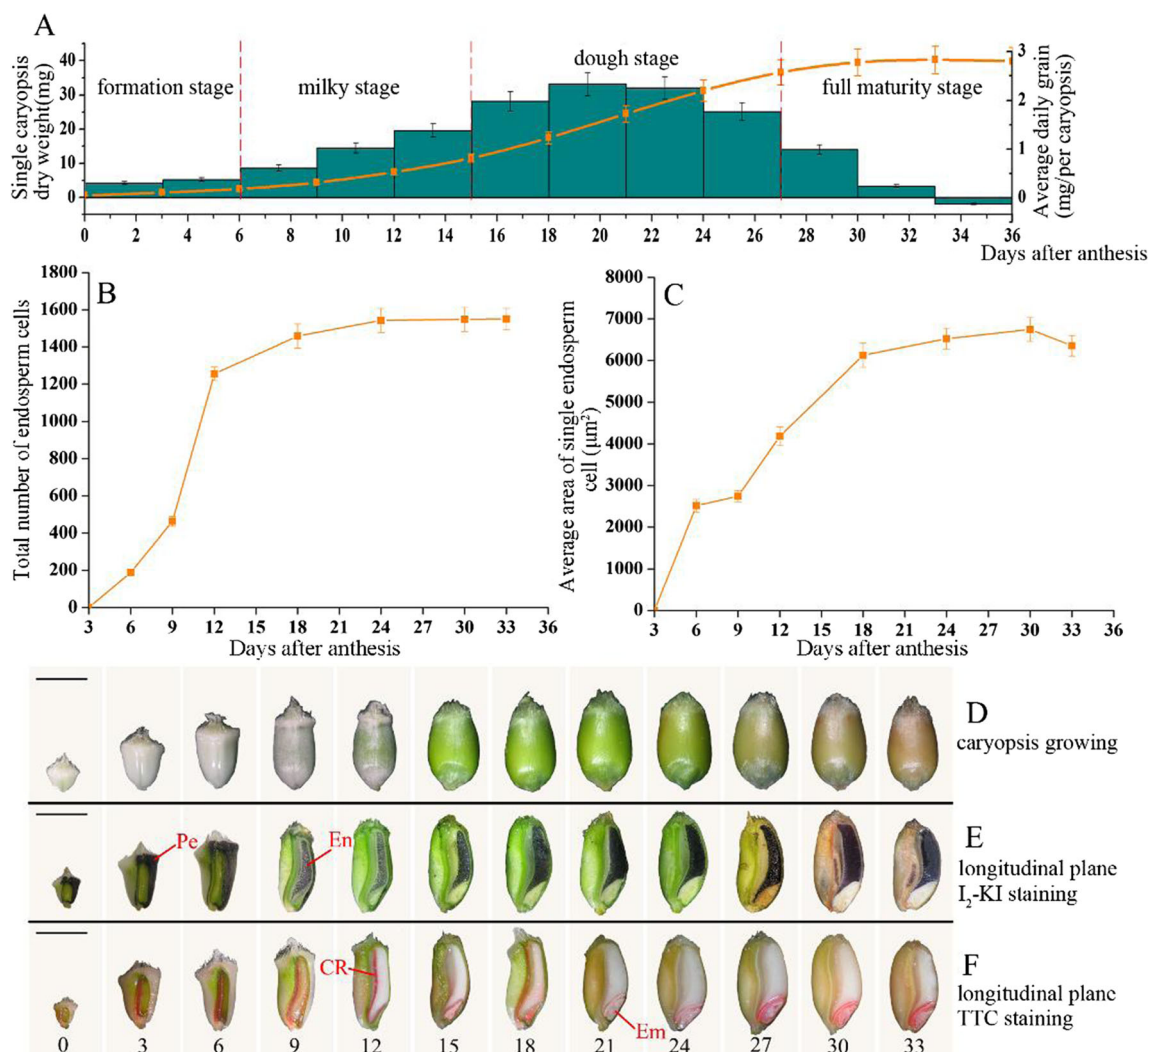 A
Single caryopsis
dry weight(mg)
40
30
20
10
0
formation stage
milky stage
dough stage
full maturity stage
3
2
1
0
Average daily grain
(mg/per caryopsis)
0 2 4 6 8 10 12 14 16 18 20 22 24 26 28 30 32 34 36
Days after anthesis
B
Total number of endosperm cells
1800
1600
1400
1200
1000
800
600
400
200
0
3 6 9 12 15 18 21 24 27 30 33 36
Days after anthesis
C
Average area of single endosperm
cell (μm²)
8000
7000
6000
5000
4000
3000
2000
1000
0
3 6 9 12 15 18 21 24 27 30 33 36
Days after anthesis
D
caryopsis growing
Pe
En
E
longitudinal plane
I₂-KI staining
CR
Em
F
longitudinal plane
TTC staining
0 3 6 9 12 15 18 21 24 27 30 33